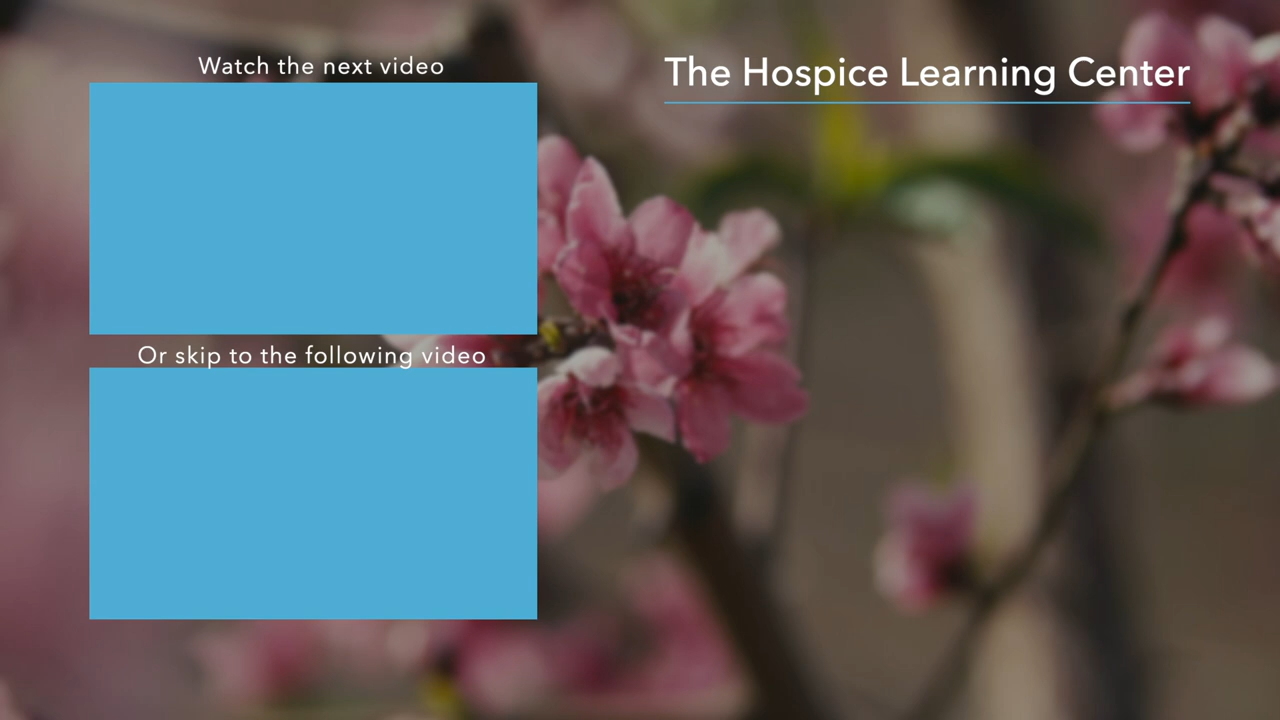 Watch the next video
The Hospice Learning Center
Or skip to the following video